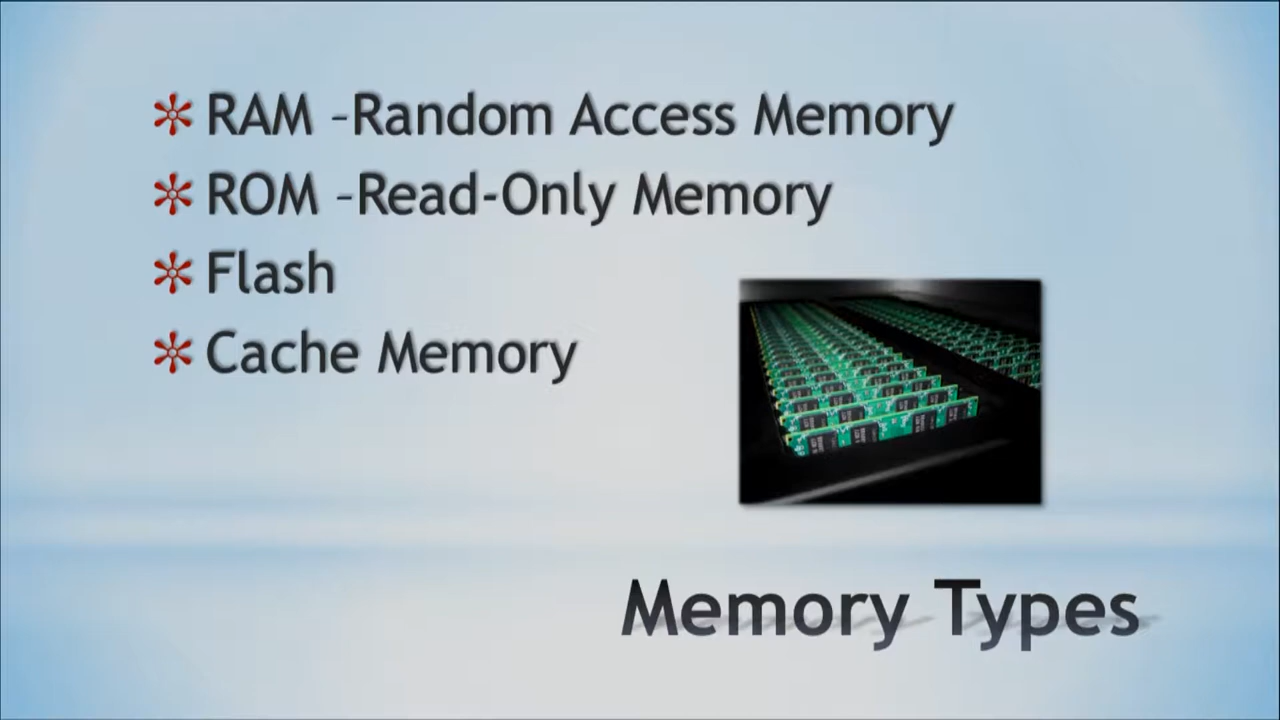 RAM –Random Access Memory
ROM –Read-Only Memory
Flash
Cache Memory
Memory Types